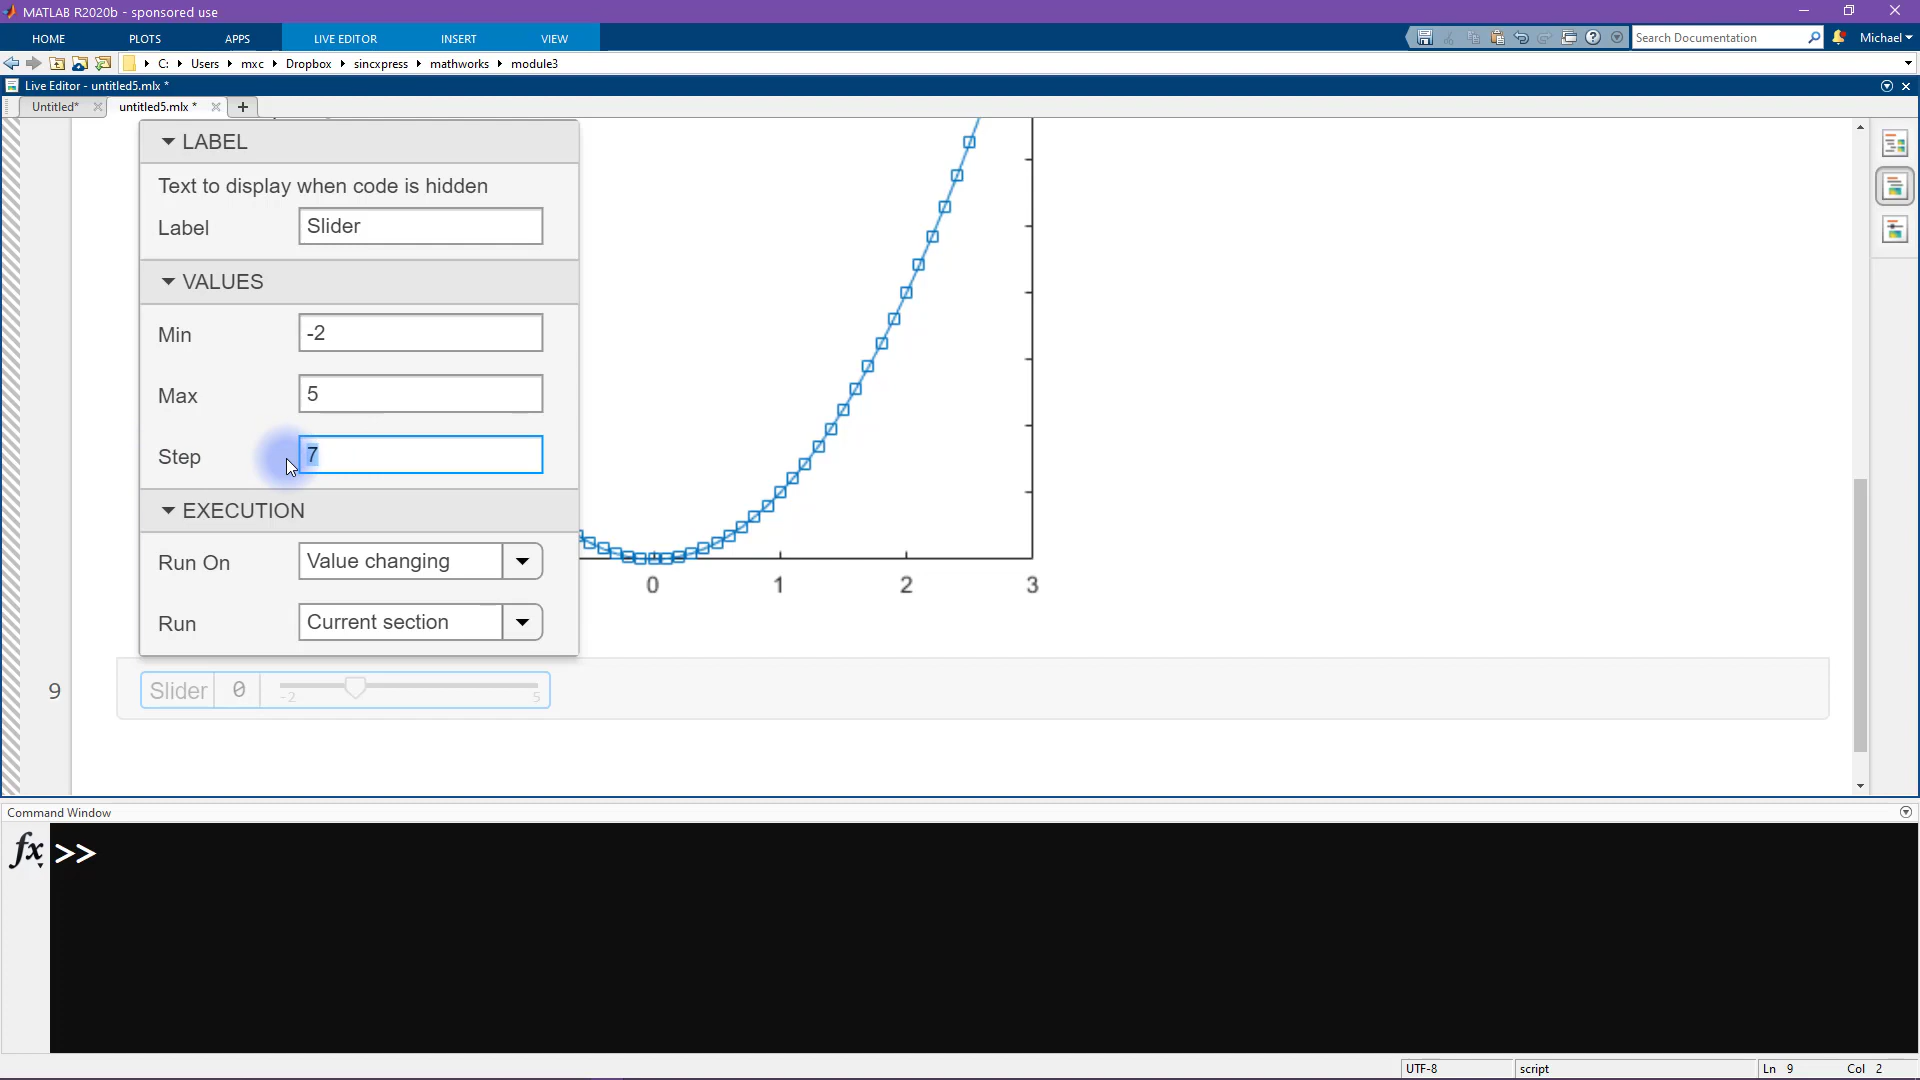 MATLAB R2020b - sponsored use
HOME PLOTS APPS LIVE EDITOR INSERT VIEW
Search Documentation Michael
C: Users mxc Dropbox sincxpress mathworks module3
Live Editor - untitled5.mlx *
Untitled* untitled5.mlx * +
LABEL
Text to display when code is hidden
Label Slider
VALUES
Min -2
Max 5
Step 7
EXECUTION
Run On Value changing
Run Current section
0 1 2 3
9 Slider 0 -2 5
Command Window
fx >>
UTF-8 script Ln 9 Col 2